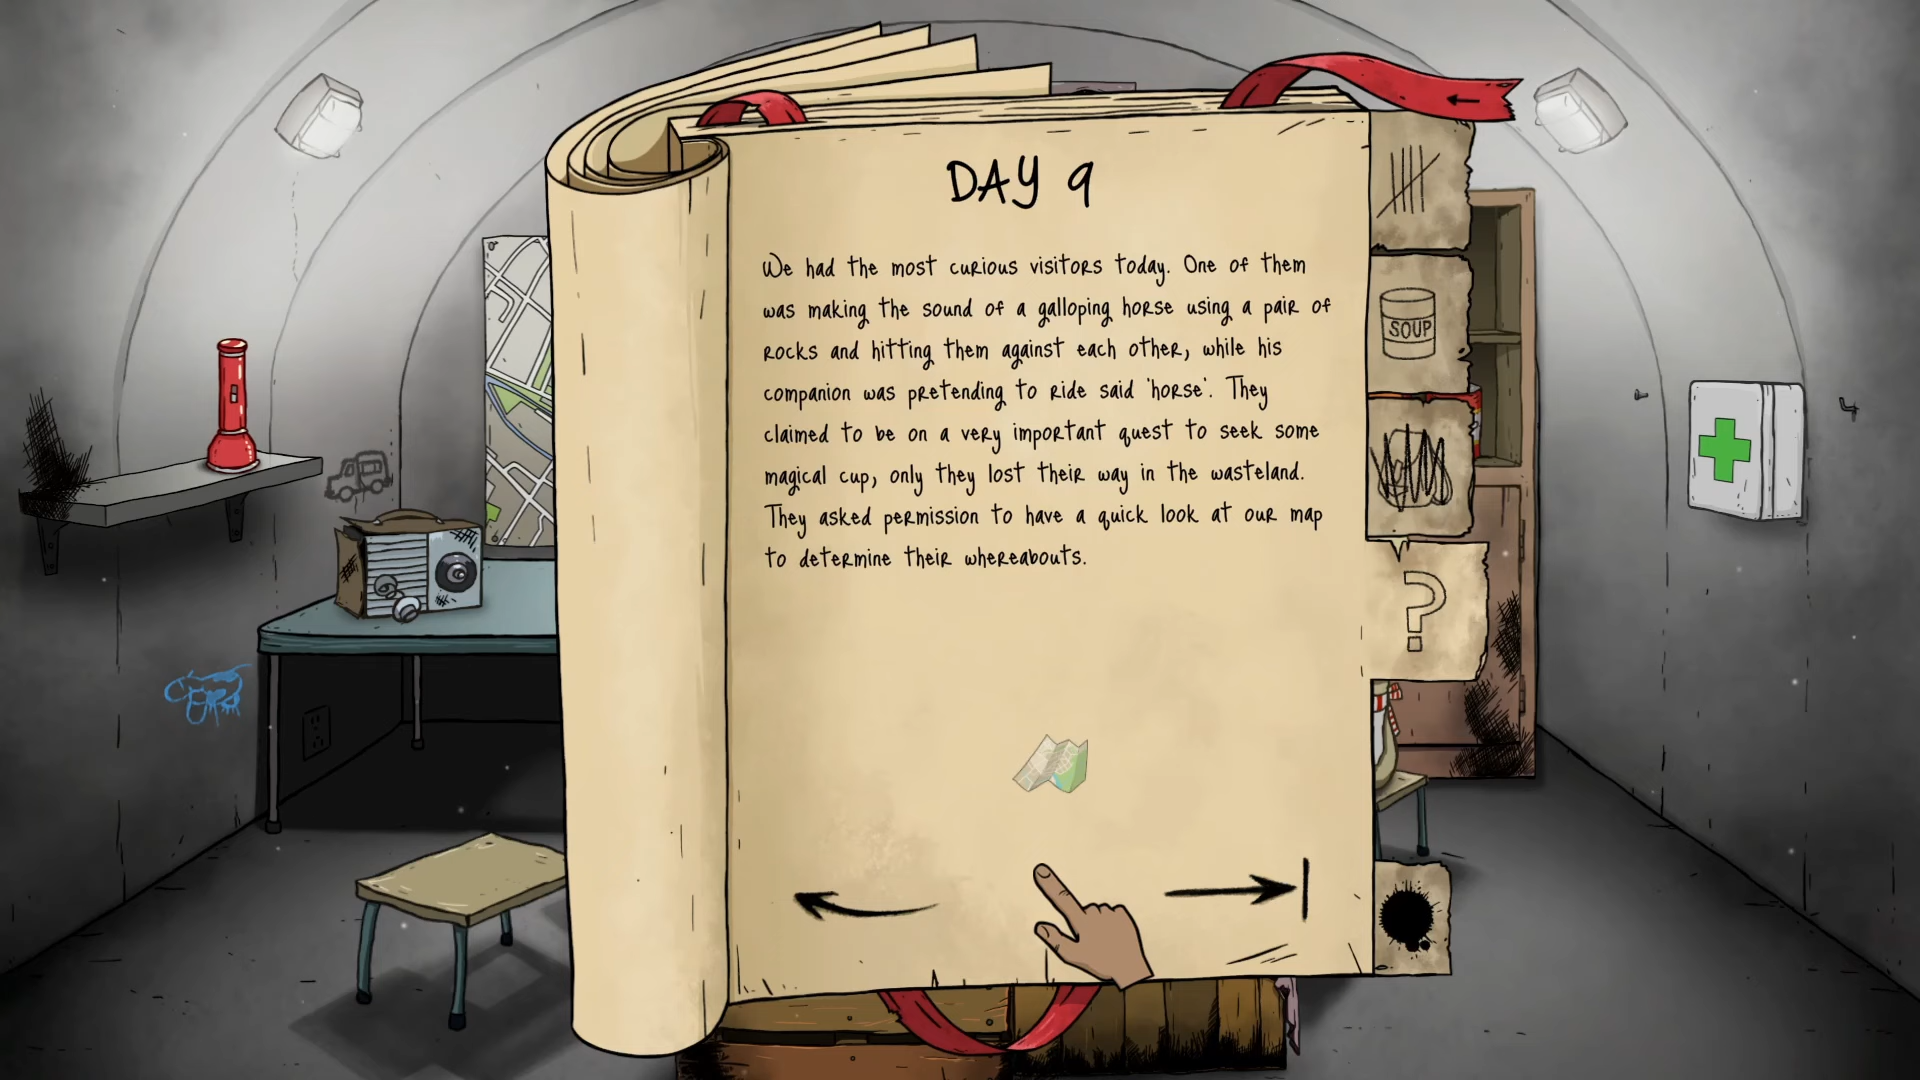 DAY 9
We had the most curious visitors today. One of them
was making the sound of a galloping horse using a pair of
rocks and hitting them against each other, while his
companion was pretending to ride said 'horse'. They
claimed to be on a very important quest to seek some
magical cup, only they lost their way in the wasteland.
They asked permission to have a quick look at our map
to determine their whereabouts.
SOUP
?